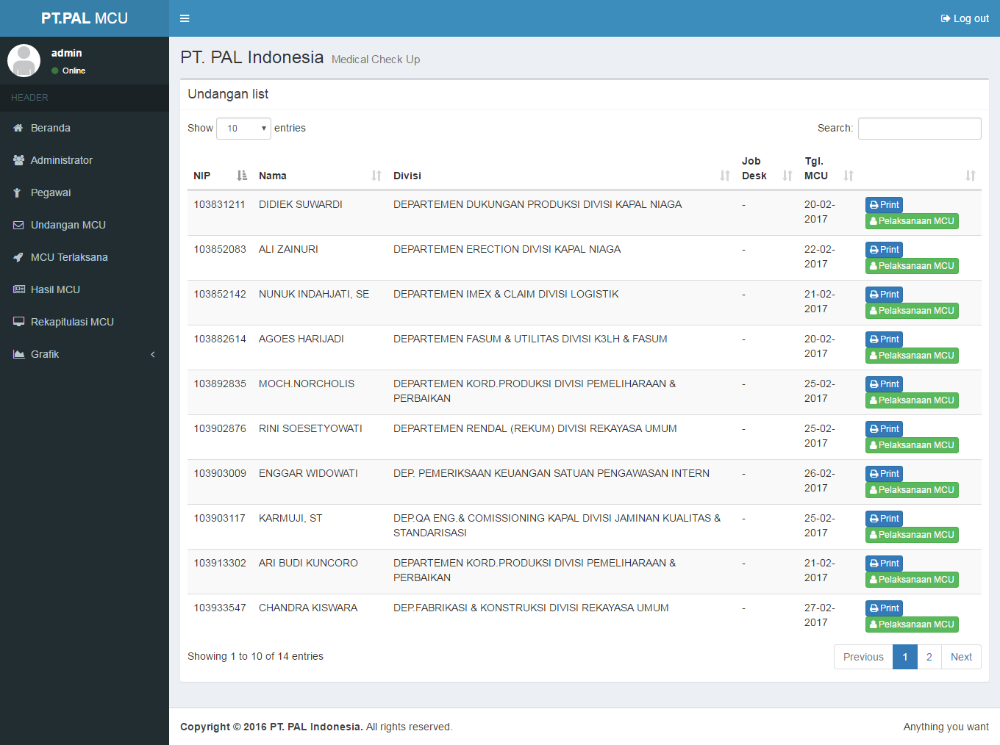 PT.PAL MCU
Log out
admin
Online
HEADER
Beranda
Administrator
Pegawai
Undangan MCU
MCU Terlaksana
Hasil MCU
Rekapitulasi MCU
Grafik
PT. PAL Indonesia Medical Check Up
Undangan list
Show 10 entries Search:
NIP Nama Divisi Job Desk Tgl. MCU
103831211 DIDIEK SUWARDI DEPARTEMEN DUKUNGAN PRODUKSI DIVISI KAPAL NIAGA - 20-02-
2017
Print
Pelaksanaan MCU
103852083 ALI ZAINURI DEPARTEMEN ERECTION DIVISI KAPAL NIAGA - 22-02-
2017
Print
Pelaksanaan MCU
103852142 NUNUK INDAHJATI, SE DEPARTEMEN IMEX & CLAIM DIVISI LOGISTIK - 21-02-
2017
Print
Pelaksanaan MCU
103882614 AGOES HARIJADI DEPARTEMEN FASUM & UTILITAS DIVISI K3LH & FASUM - 20-02-
2017
Print
Pelaksanaan MCU
103892835 MOCH.NORCHOLIS DEPARTEMEN KORD.PRODUKSI DIVISI PEMELIHARAAN &
PERBAIKAN - 25-02-
2017
Print
Pelaksanaan MCU
103902876 RINI SOESETYOWATI DEPARTEMEN RENDAL (REKUM) DIVISI REKAYASA UMUM - 25-02-
2017
Print
Pelaksanaan MCU
103903009 ENGGAR WIDOWATI DEP. PEMERIKSAAN KEUANGAN SATUAN PENGAWASAN INTERN - 26-02-
2017
Print
Pelaksanaan MCU
103903117 KARMUJI, ST DEP.QA ENG.& COMISSIONING KAPAL DIVISI JAMINAN KUALITAS &
STANDARISASI - 25-02-
2017
Print
Pelaksanaan MCU
103913302 ARI BUDI KUNCORO DEPARTEMEN KORD.PRODUKSI DIVISI PEMELIHARAAN &
PERBAIKAN - 21-02-
2017
Print
Pelaksanaan MCU
103933547 CHANDRA KISWARA DEP.FABRIKASI & KONSTRUKSI DIVISI REKAYASA UMUM - 27-02-
2017
Print
Pelaksanaan MCU
Showing 1 to 10 of 14 entries
Previous 1 2 Next
Copyright © 2016 PT. PAL Indonesia. All rights reserved.
Anything you want